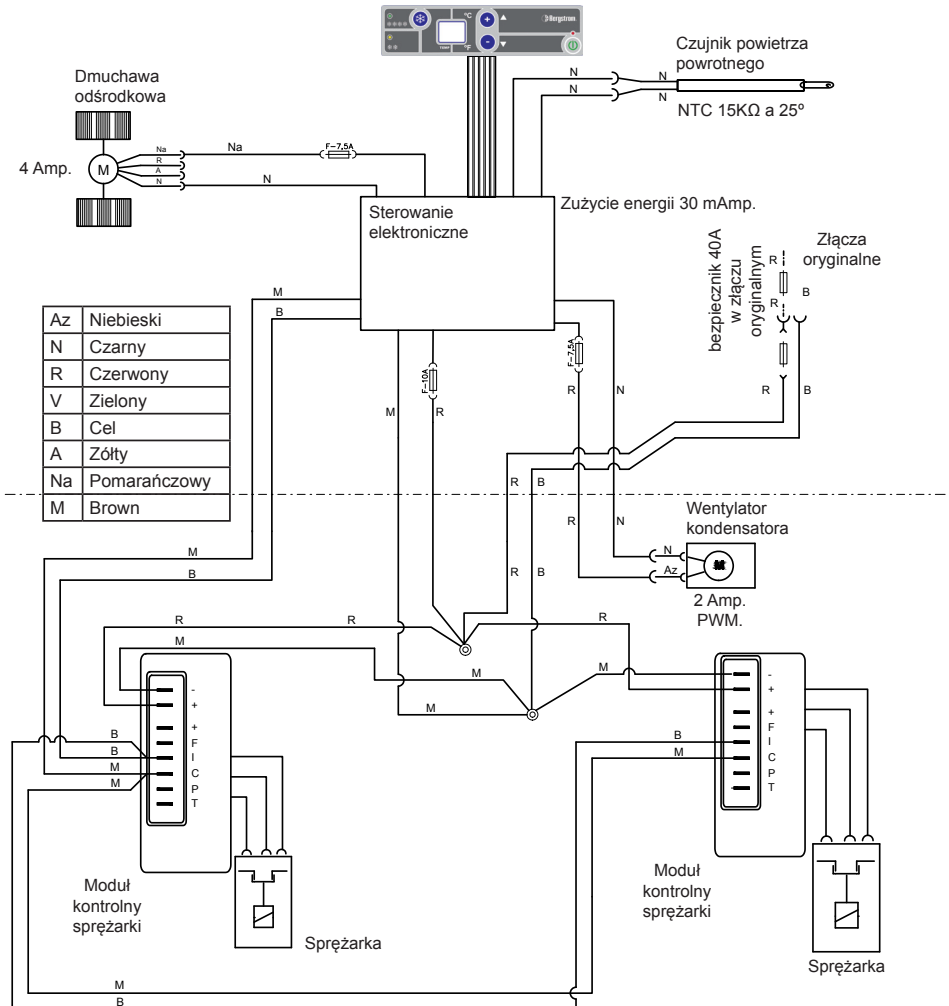 °C
°F
TEMP
Bergstrom
Dmuchawa
odśrodkowa
4 Amp.
M
Na
R
A
N
Na
N
F-7,5A
Czujnik powietrza
powrotnego
NTC 15KΩ a 25º
N
N
N
N
Sterowanie
elektroniczne
Zużycie energii 30 mAmp.
bezpiecznik 40A
w złączu
oryginalnym
Złącza
oryginalne
R
R
B
R
B
M
B
F-10A
F-7,5A
M
R
R
N
Az Niebieski
N Czarny
R Czerwony
V Zielony
B Cel
A Zółty
Na Pomarańczowy
M Brown
R
B
R
N
Wentylator
kondensatora
N
Az
M
2 Amp.
PWM.
M
B
R
B
R
R
R
M
M
M
M
-
+
+
F
I
C
P
T
B
B
M
M
-
+
+
F
I
C
P
T
B
M
Moduł
kontrolny
sprężarki
Sprężarka
Moduł
kontrolny
sprężarki
Sprężarka
M
B